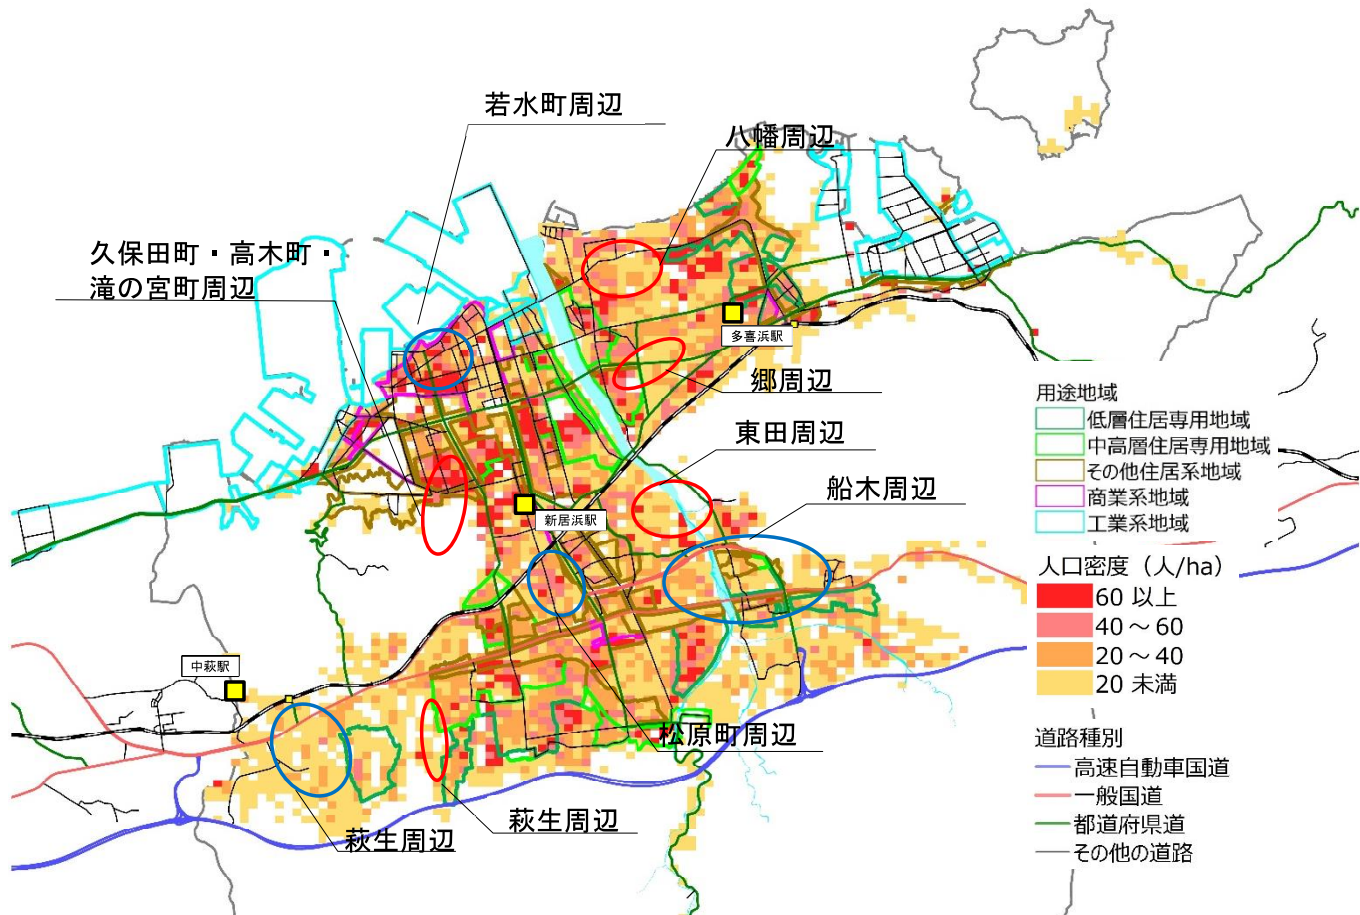 若水町周辺
八幡周辺
久保田町・高木町・
滝の宮町周辺
多喜浜駅
郷周辺
東田周辺
船木周辺
新居浜駅
中萩駅
松原町周辺
萩生周辺
萩生周辺
用途地域
低層住居専用地域
中高層住居専用地域
その他住居系地域
商業系地域
工業系地域
人口密度（人/ha）
60 以上
40～60
20～40
20 未満
道路種別
高速自動車国道
一般国道
都道府県道
その他の道路